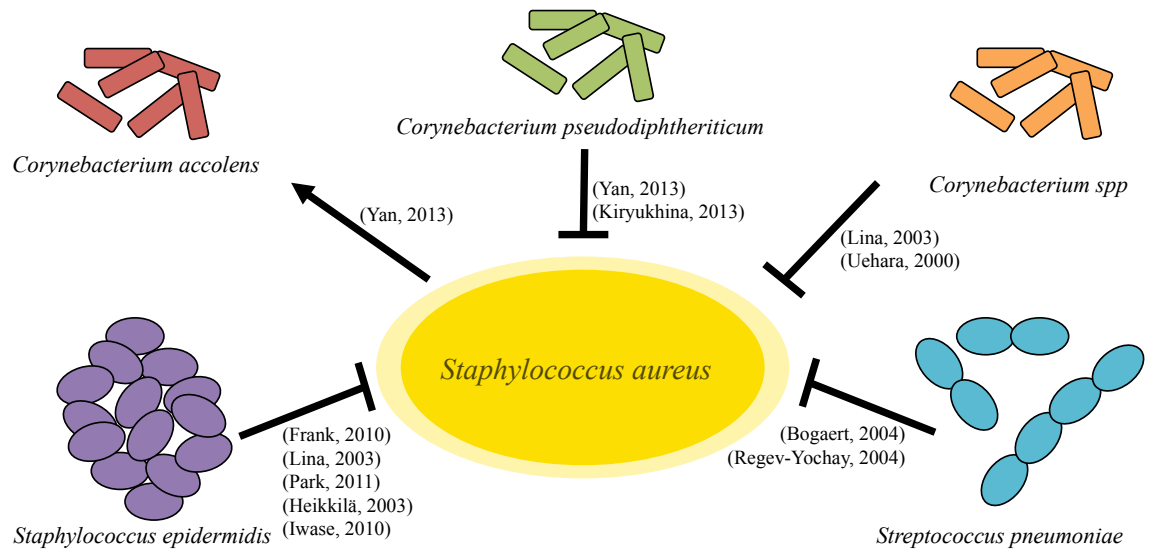 Corynebacterium accolens
Corynebacterium pseudodiphtheriticum
Corynebacterium spp
(Yan, 2013)
(Yan, 2013)
(Kiryukhina, 2013)
(Lina, 2003)
(Uehara, 2000)
Staphylococcus aureus
(Frank, 2010)
(Lina, 2003)
(Park, 2011)
(Heikkilä, 2003)
(Iwase, 2010)
(Bogaert, 2004)
(Regev-Yochay, 2004)
Staphylococcus epidermidis
Streptococcus pneumoniae